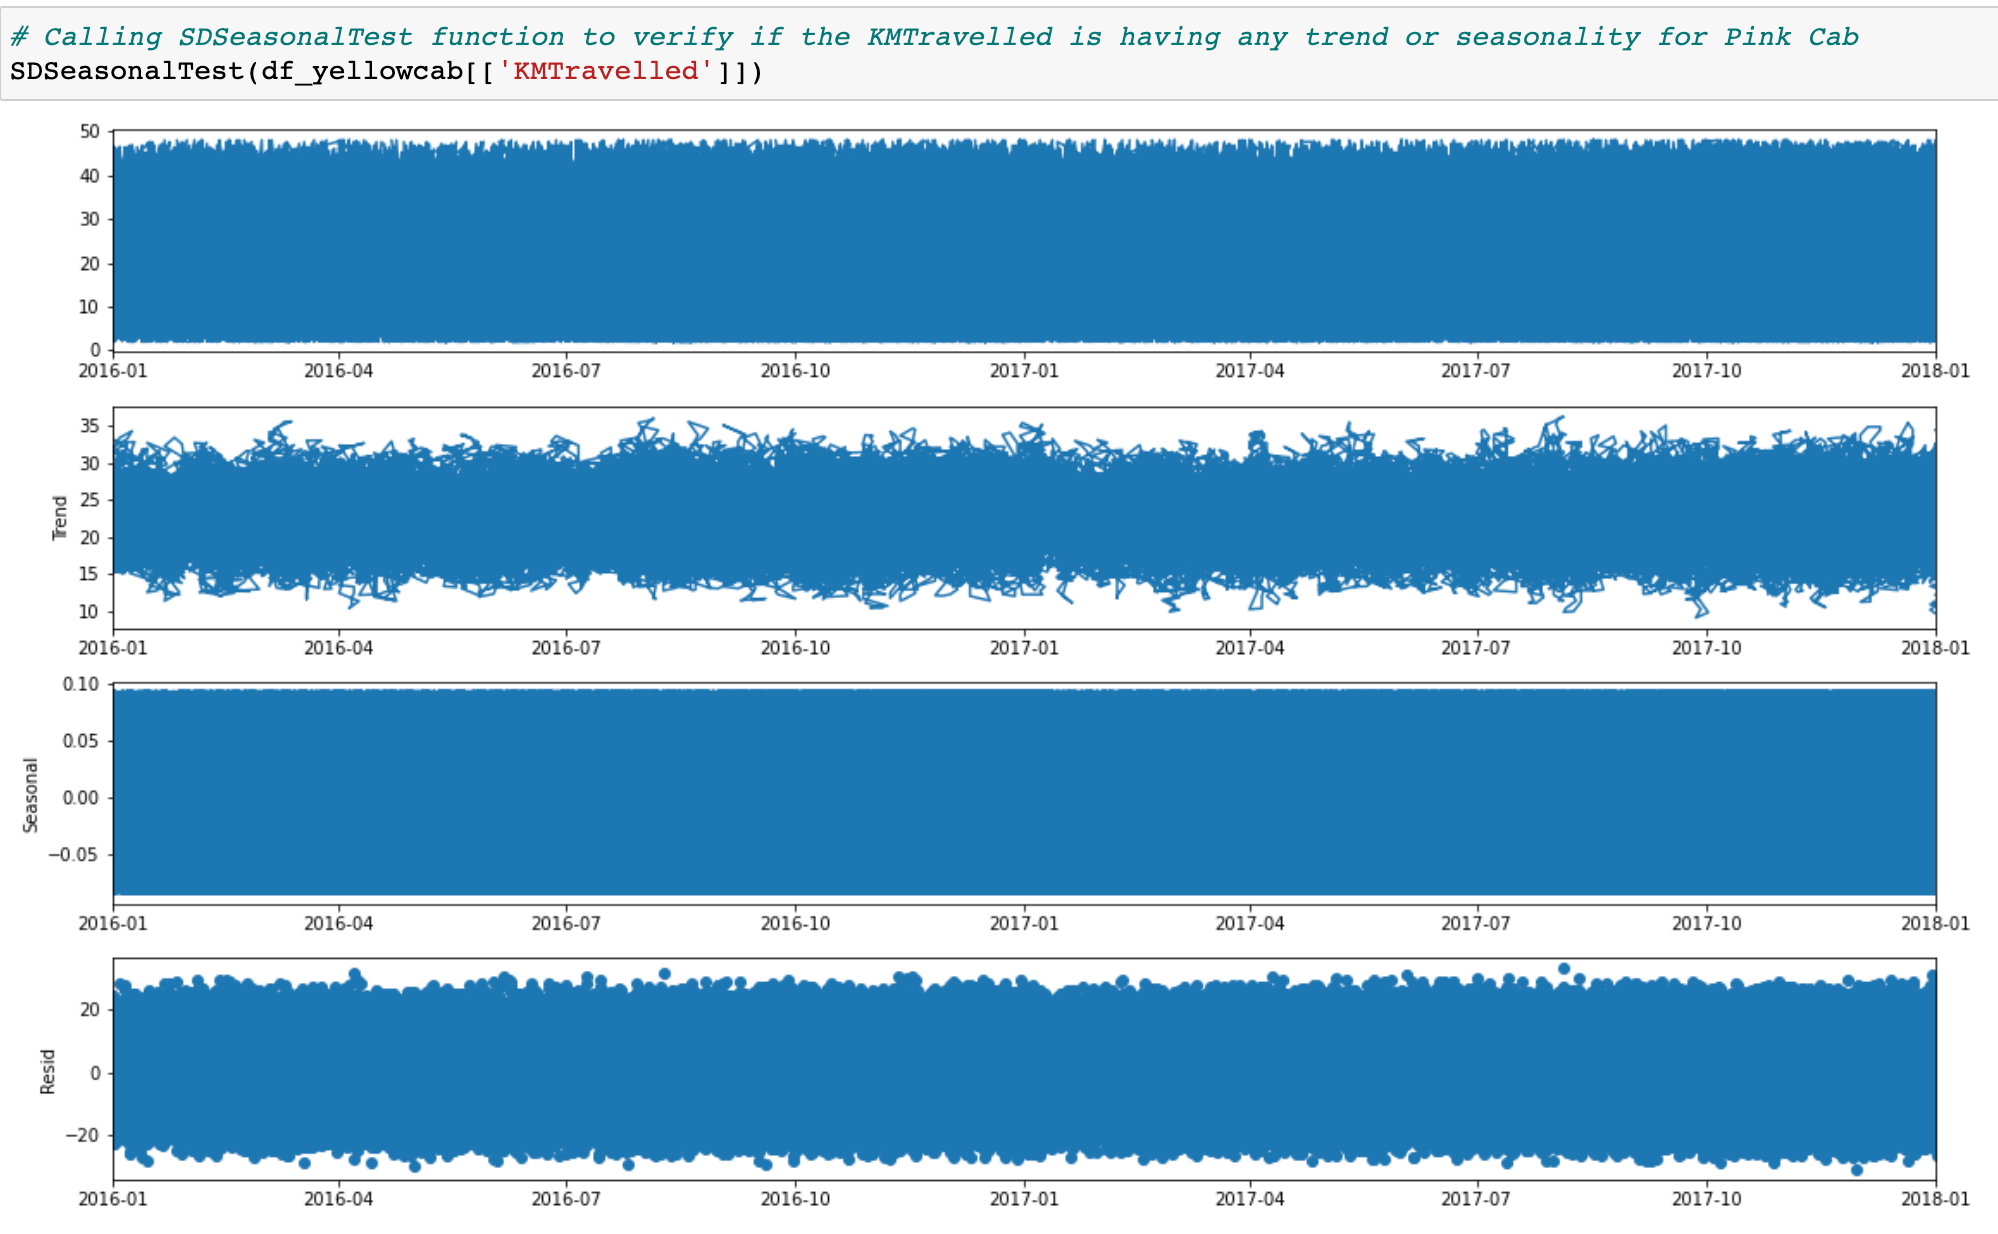 # Calling SDSeasonalTest function to verify if the KMTravelled is having any trend or seasonality for Pink Cab
SDSeasonalTest(df_yellowcab[['KMTravelled']])
50
40
30
20
10
0
2016-01 2016-04 2016-07 2016-10 2017-01 2017-04 2017-07 2017-10 2018-01
35
30
25
20
15
10
Trend
2016-01 2016-04 2016-07 2016-10 2017-01 2017-04 2017-07 2017-10 2018-01
0.10
0.05
0.00
−0.05
Seasonal
2016-01 2016-04 2016-07 2016-10 2017-01 2017-04 2017-07 2017-10 2018-01
20
0
−20
Resid
2016-01 2016-04 2016-07 2016-10 2017-01 2017-04 2017-07 2017-10 2018-01